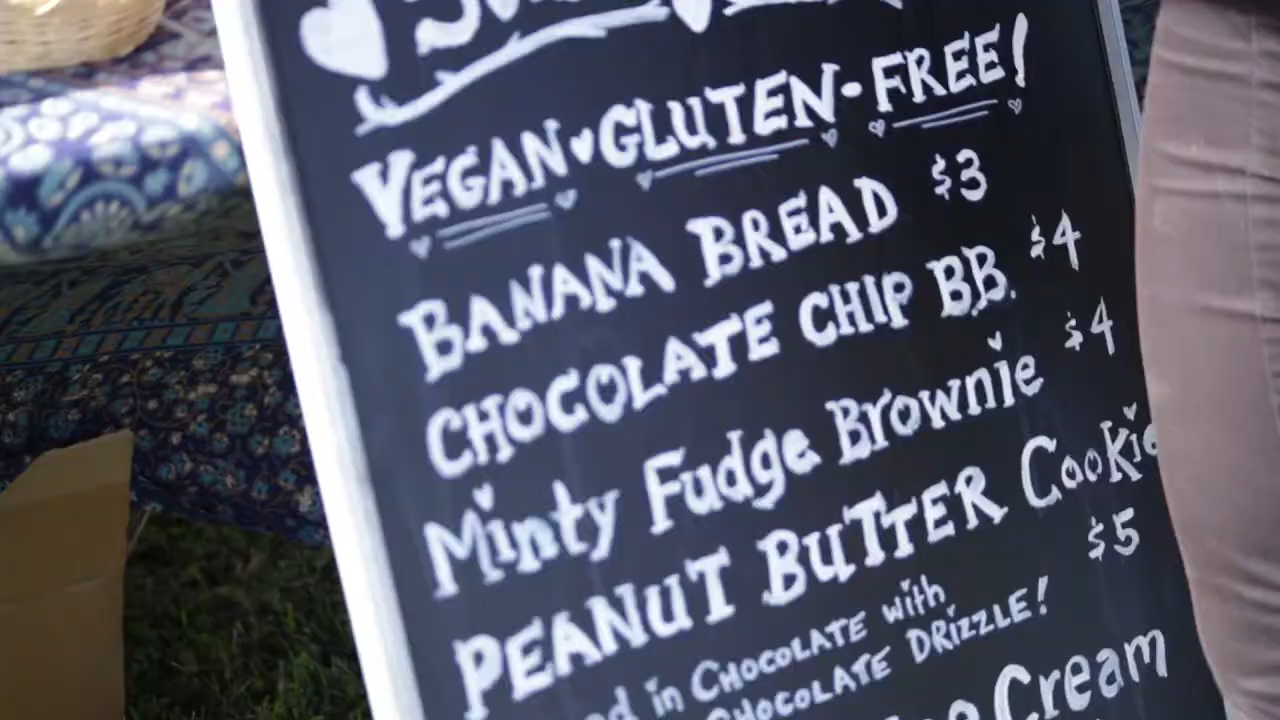 VEGAN GLUTEN-FREE!
BANANA BREAD $3
CHOCOLATE CHIP B.B. $4
Minty Fudge Brownie $4
PEANUT BUTTER Cookie
$5
in CHOCOLATE with
CHOCOLATE DRIZZLE!
Cream